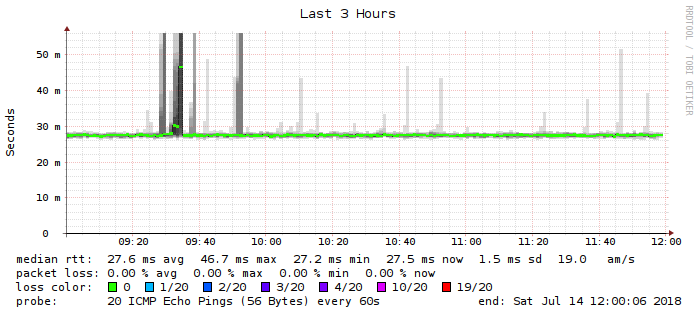 Last 3 Hours
RRDTOOL / TOBI OETIKER
Seconds
50 m
40 m
30 m
20 m
10 m
0
09:20 09:40 10:00 10:20 10:40 11:00 11:20 11:40 12:00
median rtt: 27.6 ms avg 46.7 ms max 27.2 ms min 27.5 ms now 1.5 ms sd 19.0 am/s
packet loss: 0.00 % avg 0.00 % max 0.00 % min 0.00 % now
loss color: 0 1/20 2/20 3/20 4/20 10/20 19/20
probe: 20 ICMP Echo Pings (56 Bytes) every 60s end: Sat Jul 14 12:00:06 2018